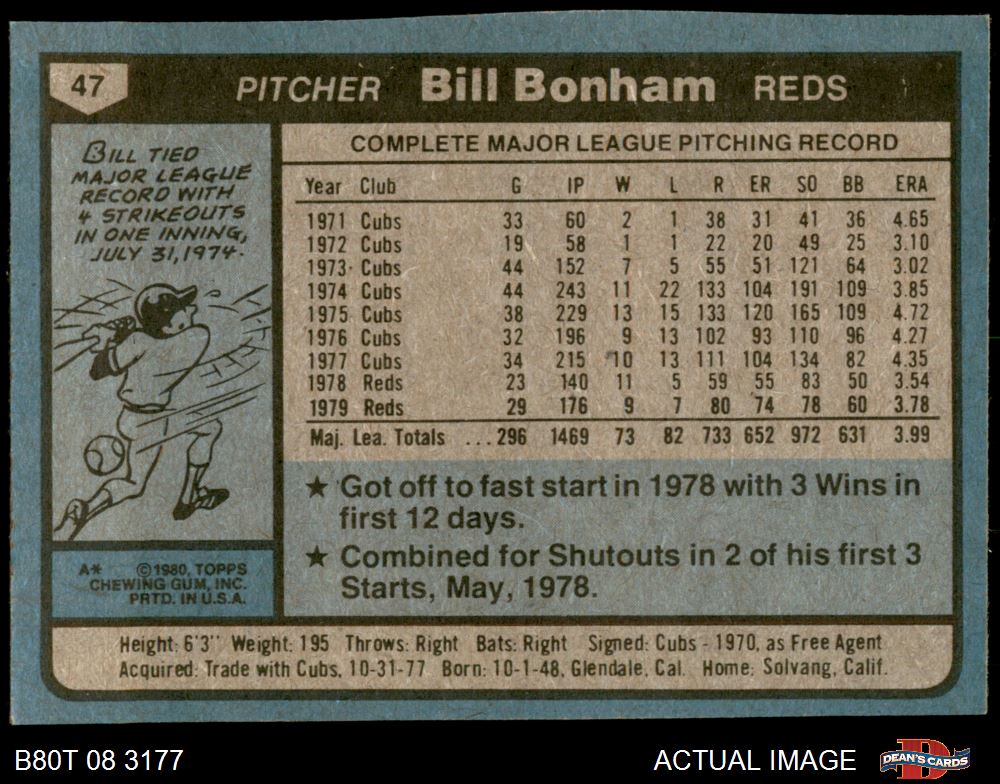 47 PITCHER Bill Bonham REDS
BILL TIED
MAJOR LEAGUE
RECORD WITH
4 STRIKEOUTS
IN ONE INNING,
JULY 31, 1974.
A* ©1980, TOPPS
CHEWING GUM, INC.
PRTD. IN U.S.A.
COMPLETE MAJOR LEAGUE PITCHING RECORD
Year Club G IP W L R ER SO BB ERA
1971 Cubs 33 60 2 1 38 31 41 36 4.65
1972 Cubs 19 58 1 1 22 20 49 25 3.10
1973 Cubs 44 152 7 5 55 51 121 64 3.02
1974 Cubs 44 243 11 22 133 104 191 109 3.85
1975 Cubs 38 229 13 15 133 120 165 109 4.72
1976 Cubs 32 196 9 13 102 93 110 96 4.27
1977 Cubs 34 215 10 13 111 104 134 82 4.35
1978 Reds 23 140 11 5 59 55 83 50 3.54
1979 Reds 29 176 9 7 80 74 78 60 3.78
Maj. Lea. Totals ...296 1469 73 82 733 652 972 631 3.99
★ Got off to fast start in 1978 with 3 Wins in
first 12 days.
★ Combined for Shutouts in 2 of his first 3
Starts, May, 1978.
Height: 6'3" Weight: 195 Throws: Right Bats: Right Signed: Cubs - 1970, as Free Agent
Acquired: Trade with Cubs, 10-31-77 Born: 10-1-48, Glendale, Cal. Home: Solvang, Calif.
B80T 08 3177 ACTUAL IMAGE DEAN'S CARDS